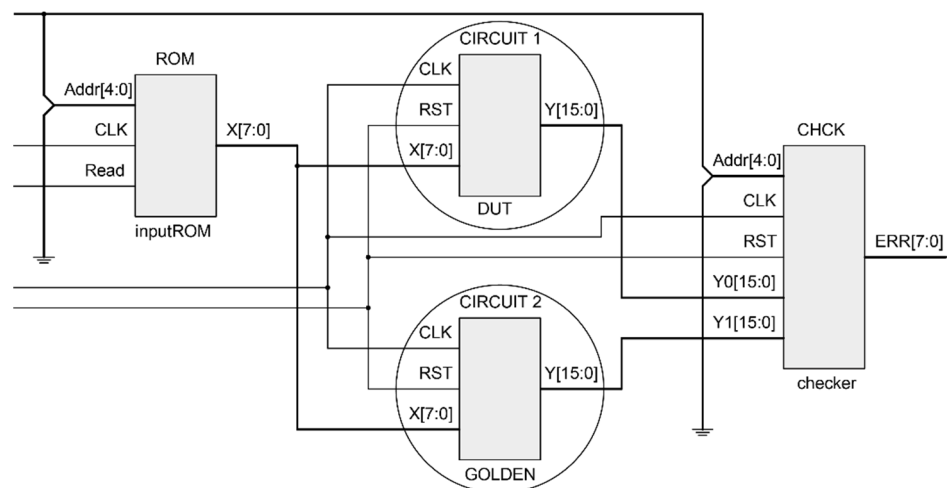 ROM
Addr[4:0]
CLK
Read
X[7:0]
inputROM
CIRCUIT 1
CLK
RST
X[7:0]
Y[15:0]
DUT
CIRCUIT 2
CLK
RST
X[7:0]
Y[15:0]
GOLDEN
CHCK
Addr[4:0]
CLK
RST
Y0[15:0]
Y1[15:0]
ERR[7:0]
checker